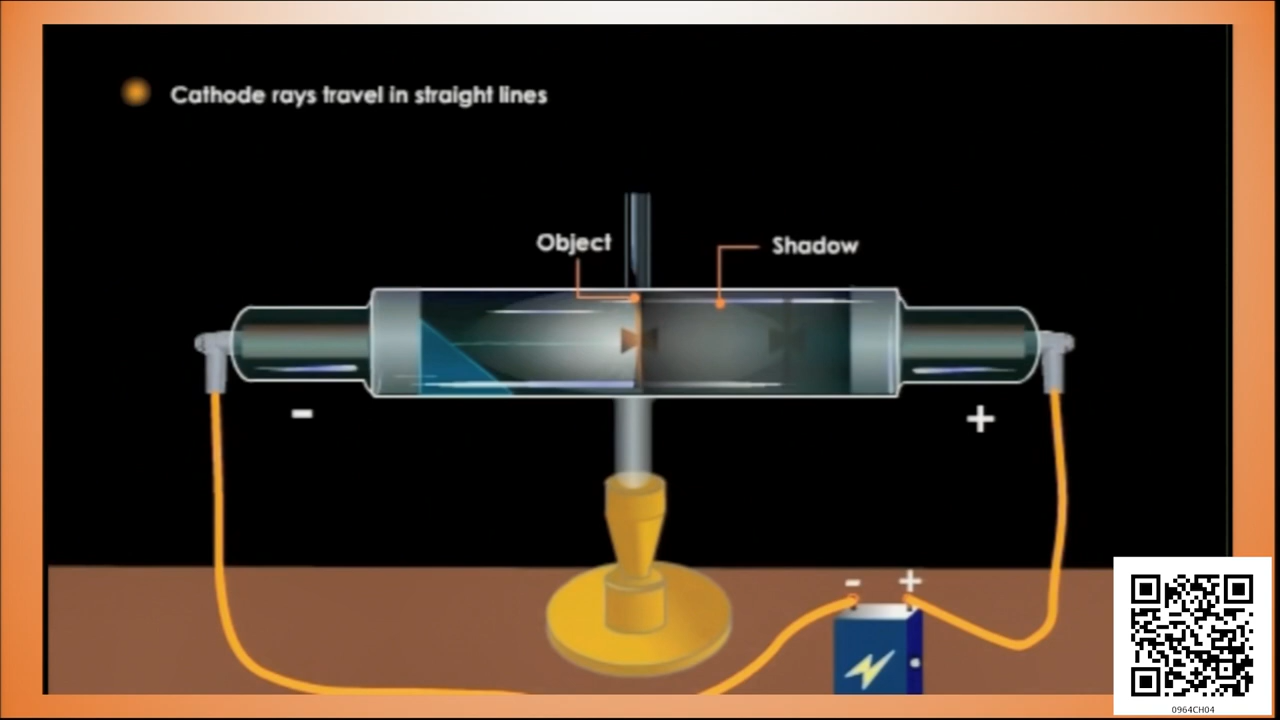 Cathode rays travel in straight lines
Object
Shadow
- +
- +
0964CH04